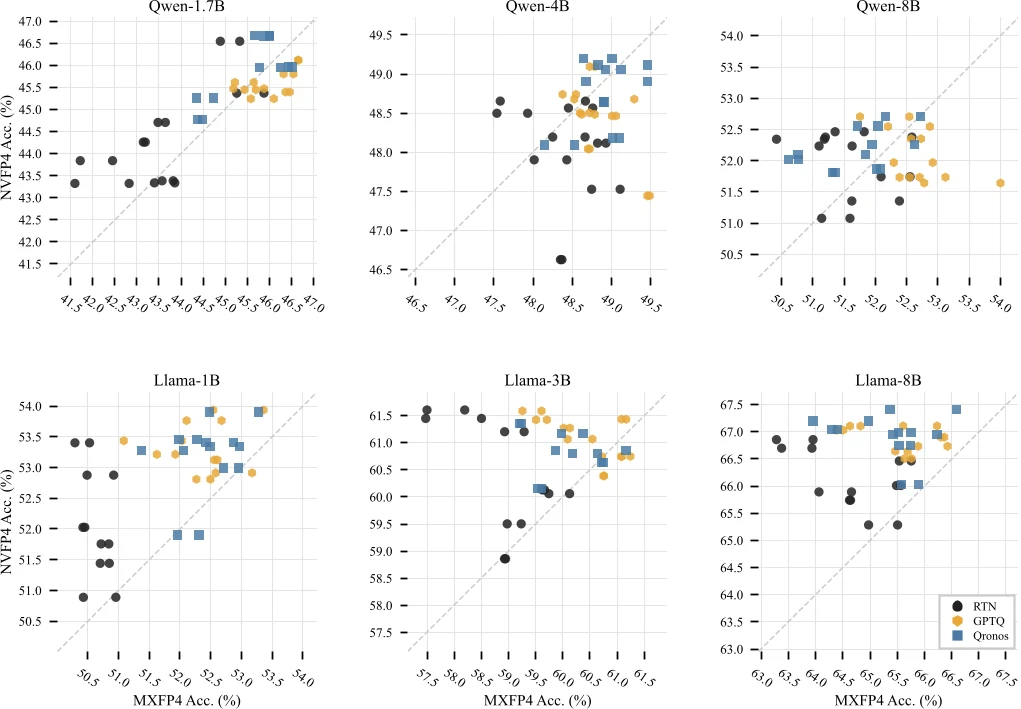 Qwen-1.7B
Qwen-4B
Qwen-8B
NVFP4 Acc. (%)
47.0
46.5
46.0
45.5
45.0
44.5
44.0
43.5
43.0
42.5
42.0
41.5
41.5 42.0 42.5 43.0 43.5 44.0 44.5 45.0 45.5 46.0 46.5 47.0
49.5
49.0
48.5
48.0
47.5
47.0
46.5
46.5 47.0 47.5 48.0 48.5 49.0 49.5
54.0
53.5
53.0
52.5
52.0
51.5
51.0
50.5
50.5 51.0 51.5 52.0 52.5 53.0 53.5 54.0
Llama-1B
Llama-3B
Llama-8B
NVFP4 Acc. (%)
54.0
53.5
53.0
52.5
52.0
51.5
51.0
50.5
50.5 51.0 51.5 52.0 52.5 53.0 53.5 54.0
MXFP4 Acc. (%)
61.5
61.0
60.5
60.0
59.5
59.0
58.5
58.0
57.5
57.5 58.0 58.5 59.0 59.5 60.0 60.5 61.0 61.5
MXFP4 Acc. (%)
67.5
67.0
66.5
66.0
65.5
65.0
64.5
64.0
63.5
63.0
63.0 63.5 64.0 64.5 65.0 65.5 66.0 66.5 67.0 67.5
MXFP4 Acc. (%)
RTN
GPTQ
Qronos